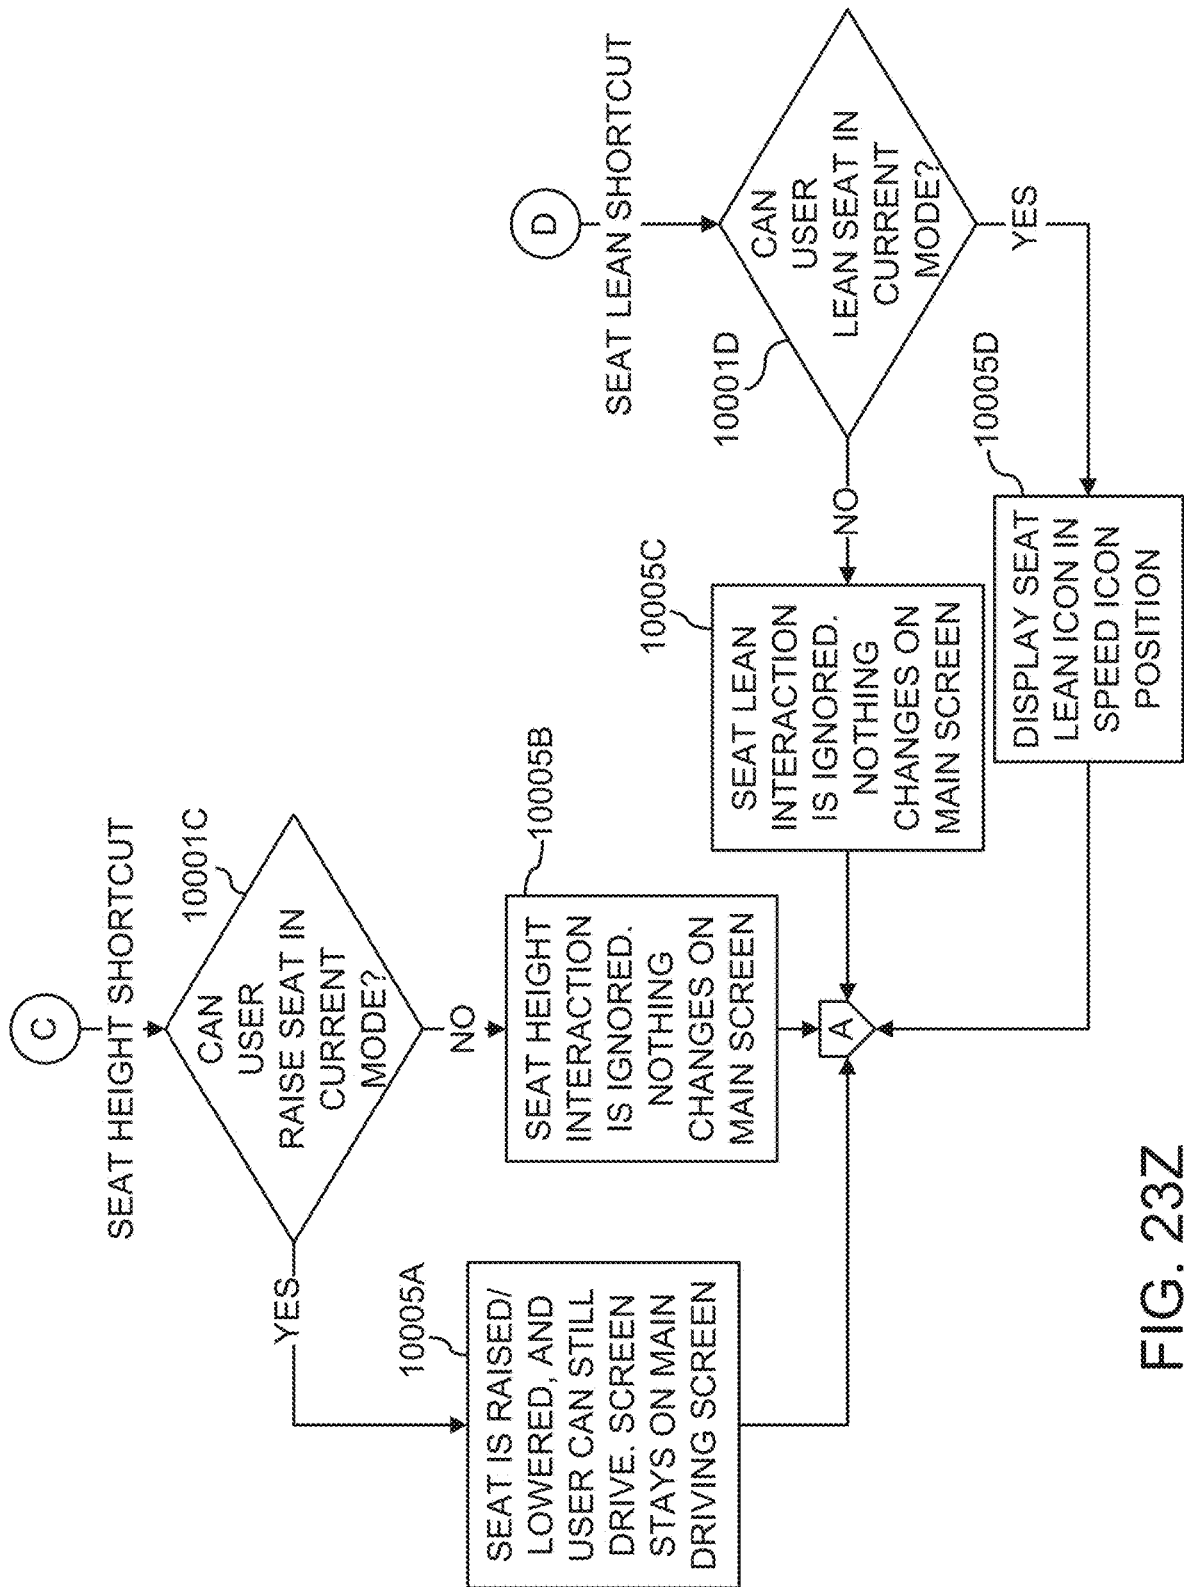 C
SEAT HEIGHT SHORTCUT
10001C
CAN
USER
RAISE SEAT IN
CURRENT
MODE?
YES
NO
10005A
SEAT IS RAISED/
LOWERED, AND
USER CAN STILL
DRIVE. SCREEN
STAYS ON MAIN
DRIVING SCREEN
10005B
SEAT HEIGHT
INTERACTION
IS IGNORED.
NOTHING
CHANGES ON
MAIN SCREEN
A
D
SEAT LEAN SHORTCUT
10001D
CAN
USER
LEAN SEAT IN
CURRENT
MODE?
NO
YES
10005C
SEAT LEAN
INTERACTION
IS IGNORED.
NOTHING
CHANGES ON
MAIN SCREEN
10005D
DISPLAY SEAT
LEAN ICON IN
SPEED ICON
POSITION
FIG. 23Z